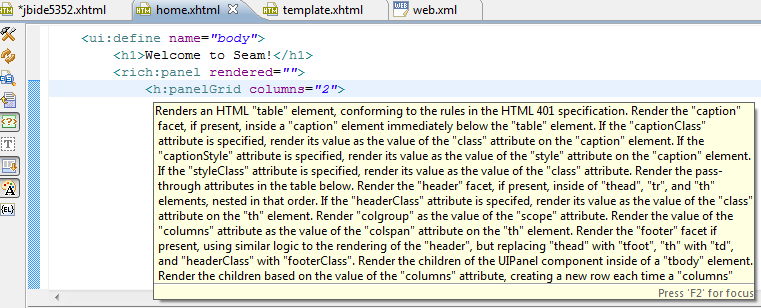 *jbide5352.xhtml home.xhtml template.xhtml web.xml
<ui:define name="body">
<h1>Welcome to Seam!</h1>
<rich:panel rendered="">
<h:panelGrid columns="2">
Renders an HTML "table" element, conforming to the rules in the HTML 401 specification. Render the "caption"
facet, if present, inside a "caption" element immediately below the "table" element. If the "captionClass"
attribute is specified, render its value as the value of the "class" attribute on the "caption" element. If the
"captionStyle" attribute is specified, render its value as the value of the "style" attribute on the "caption" element.
If the "styleClass" attribute is specified, render its value as the value of the "class" attribute. Render the pass-
through attributes in the table below. Render the "header" facet, if present, inside of "thead", "tr", and "th"
elements, nested in that order. If the "headerClass" attribute is specifed, render its value as the value of the "class"
attribute on the "th" element. Render "colgroup" as the value of the "scope" attribute. Render the value of the
"columns" attribute as the value of the "colspan" attribute on the "th" element. Render the "footer" facet if
present, using similar logic to the rendering of the "header", but replacing "thead" with "tfoot", "th" with "td",
and "headerClass" with "footerClass". Render the children of the UIPanel component inside of a "tbody" element.
Render the children based on the value of the "columns" attribute, creating a new row each time a "columns"
Press 'F2' for focus